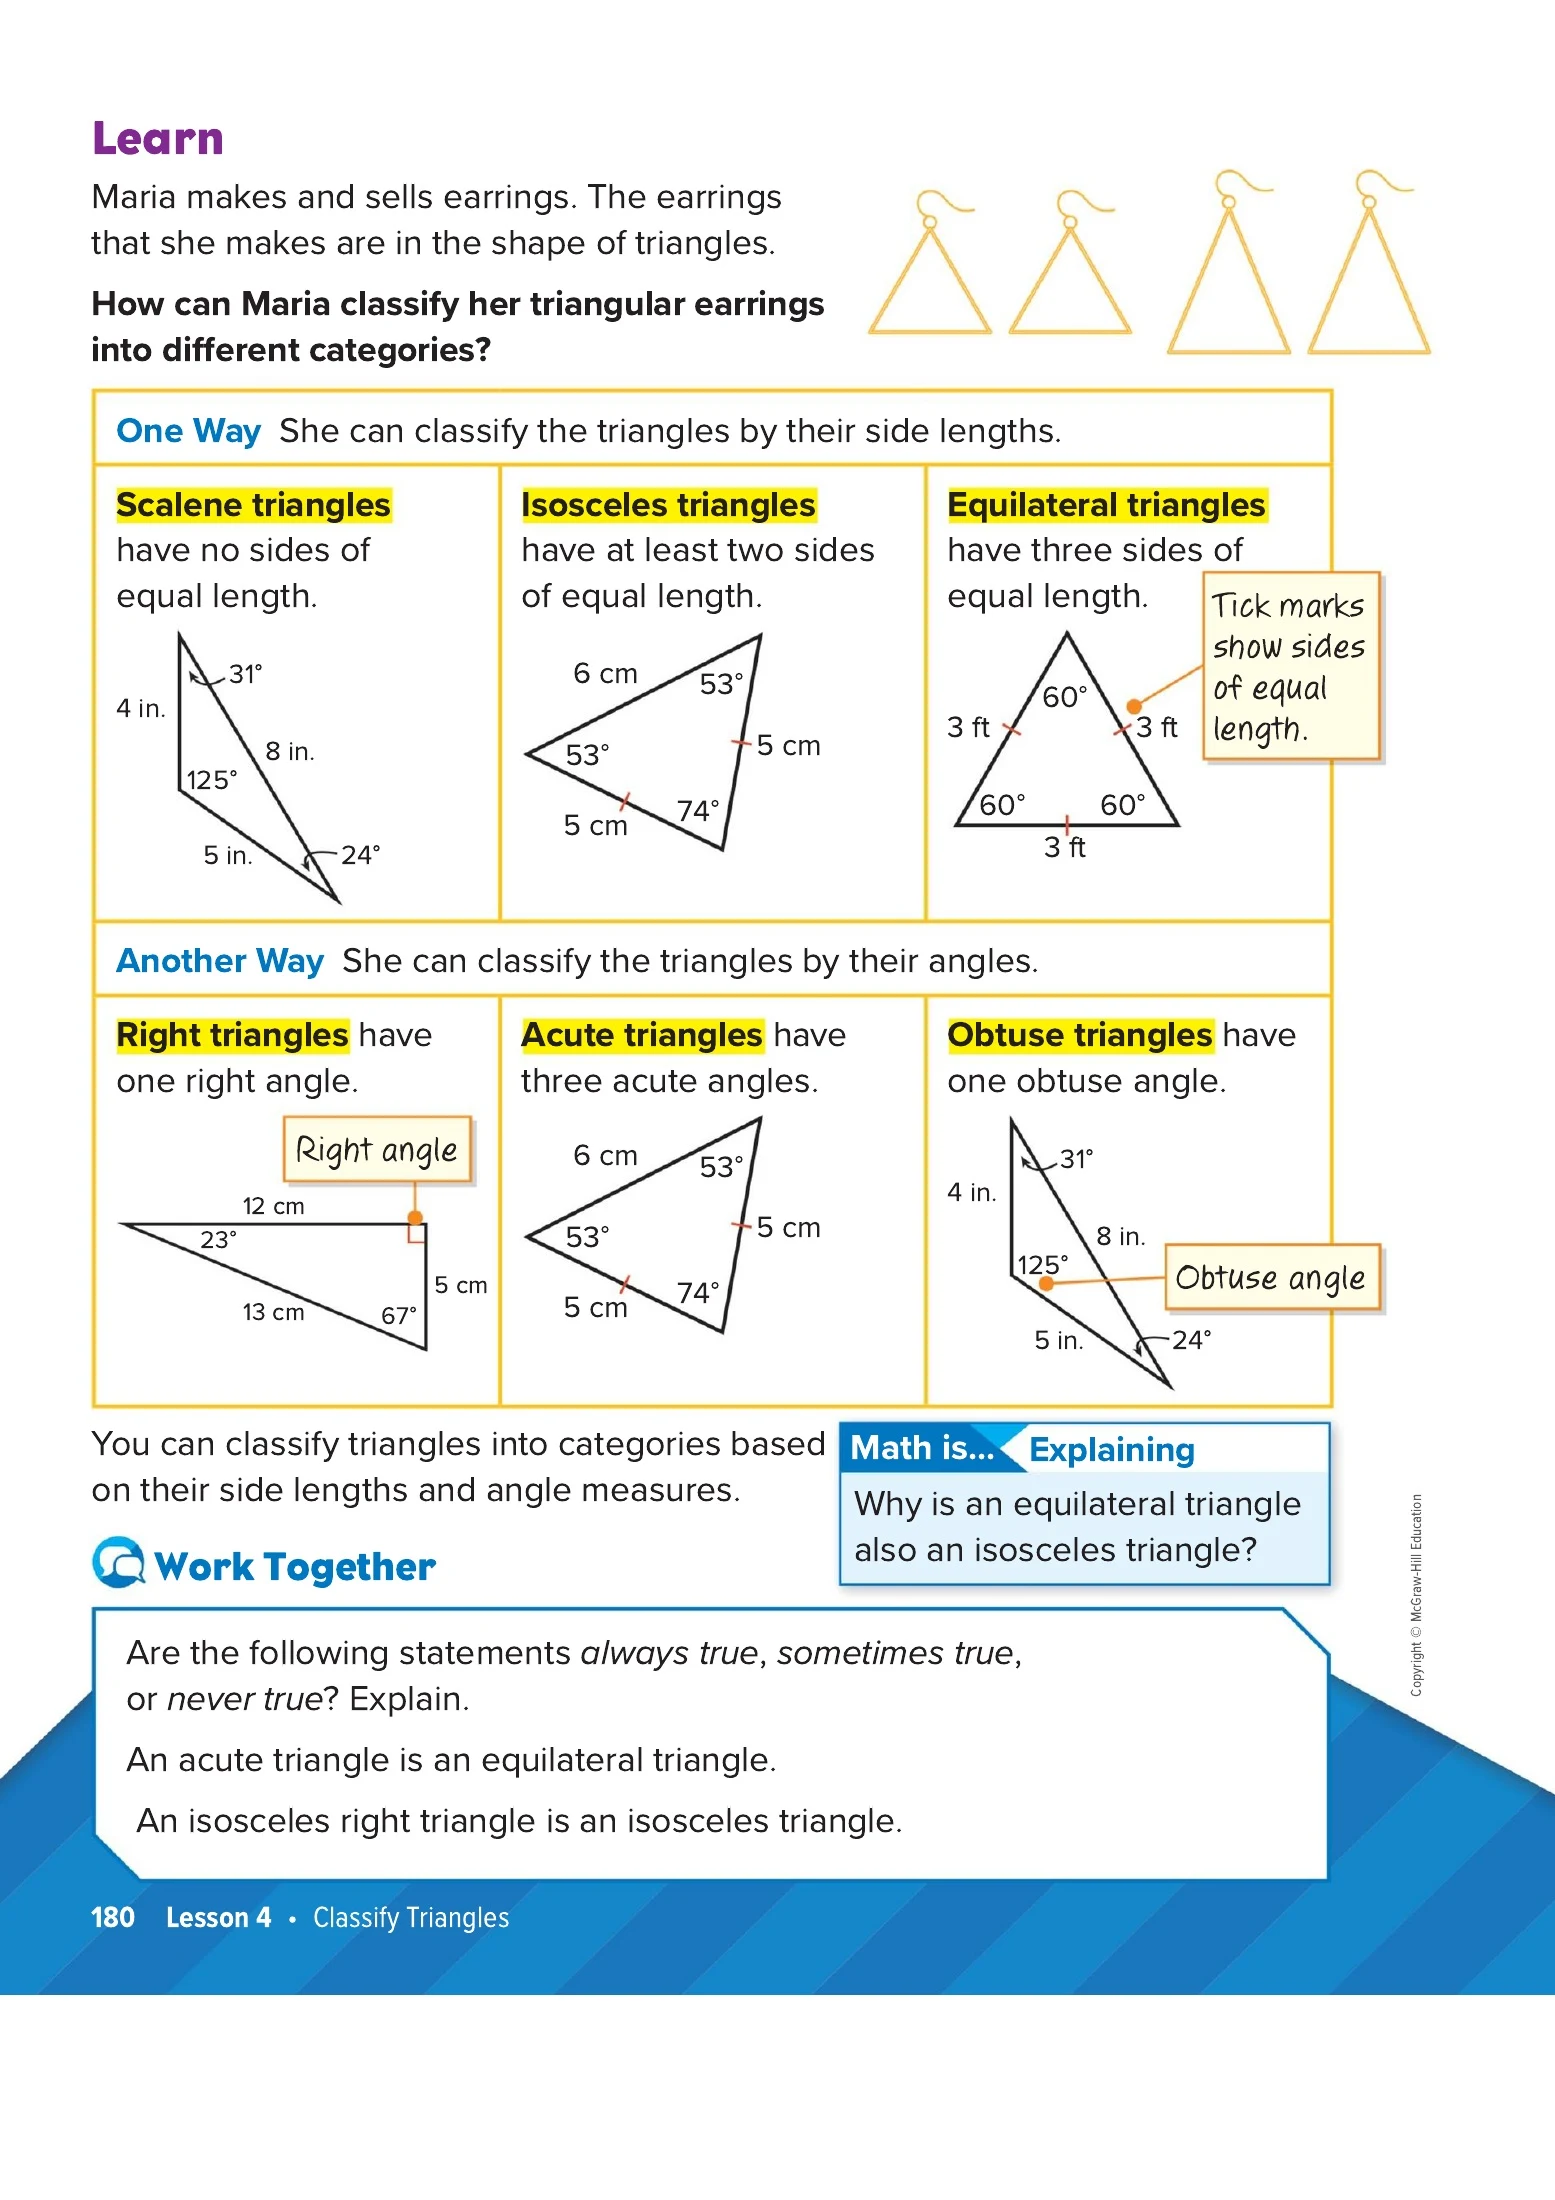 Learn
Maria makes and sells earrings. The earrings
that she makes are in the shape of triangles.
How can Maria classify her triangular earrings
into different categories?
One Way She can classify the triangles by their side lengths.
Scalene triangles
have no sides of
equal length.
31°
4 in.
8 in.
125°
5 in.
24°
Isosceles triangles
have at least two sides
of equal length.
6 cm
53°
53°
5 cm
5 cm
74°
Equilateral triangles
have three sides of
equal length.
Tick marks
show sides
of equal
length.
60°
3 ft
3 ft
60°
60°
3 ft
Another Way She can classify the triangles by their angles.
Right triangles have
one right angle.
Right angle
12 cm
23°
5 cm
13 cm
67°
Acute triangles have
three acute angles.
6 cm
53°
53°
5 cm
5 cm
74°
Obtuse triangles have
one obtuse angle.
31°
4 in.
8 in.
125°
Obtuse angle
5 in.
24°
You can classify triangles into categories based
on their side lengths and angle measures.
Math is... Explaining
Why is an equilateral triangle
also an isosceles triangle?
Work Together
Are the following statements always true, sometimes true,
or never true? Explain.
An acute triangle is an equilateral triangle.
An isosceles right triangle is an isosceles triangle.
Copyright © McGraw-Hill Education
180 Lesson 4 • Classify Triangles